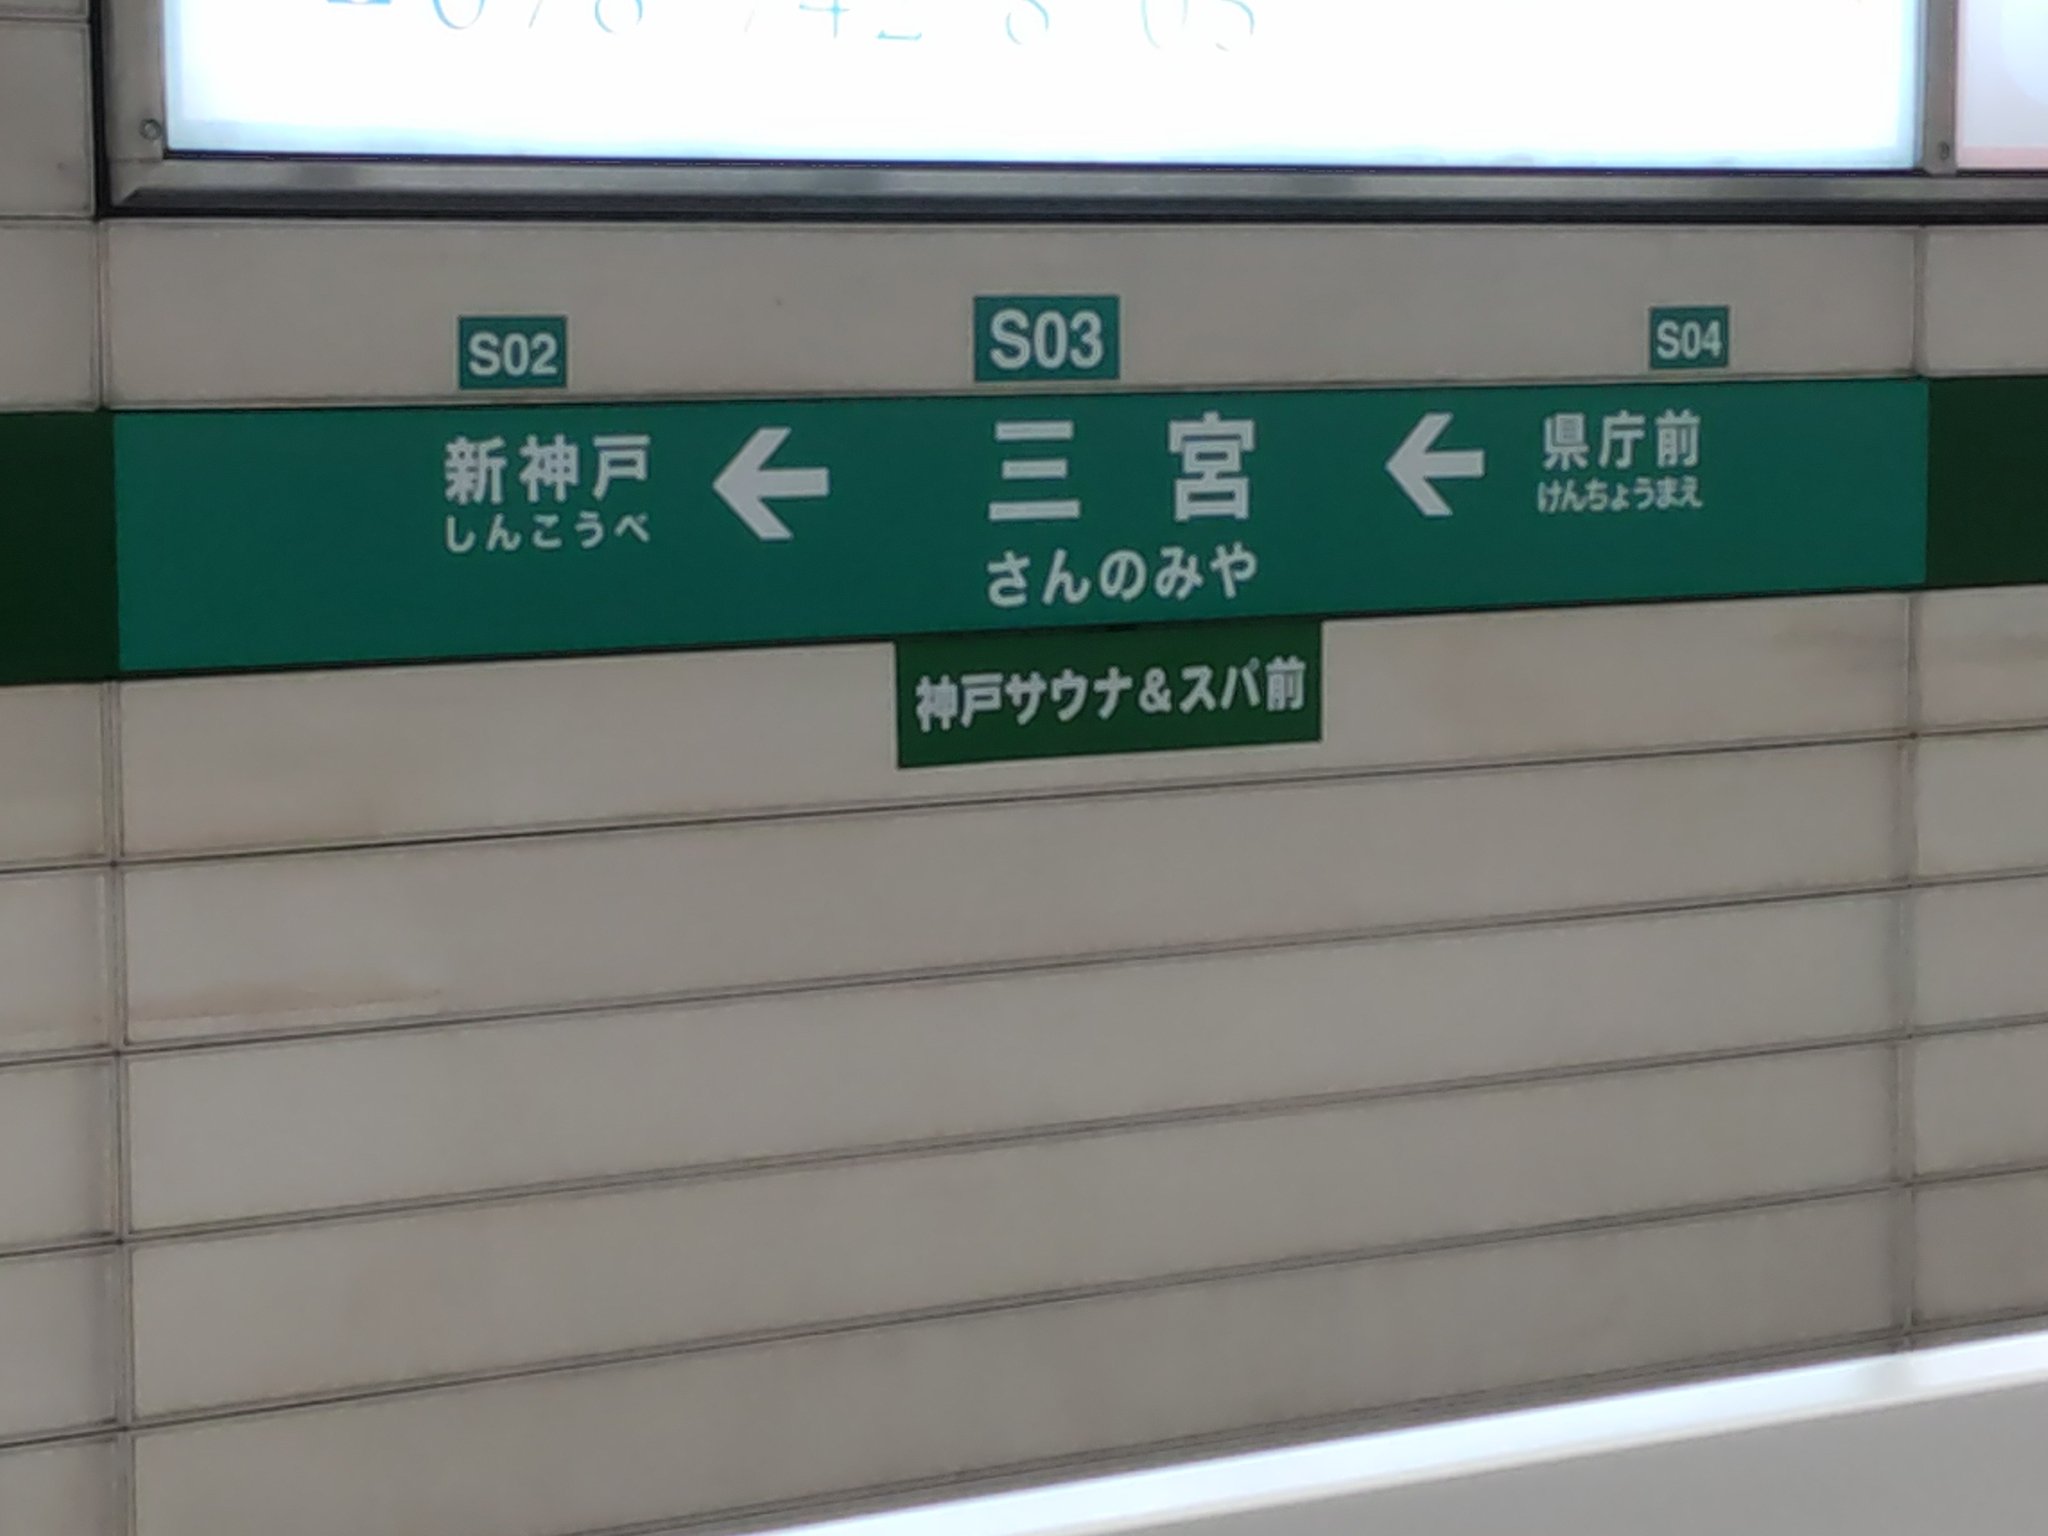 S02
S03
S04
新神戸
しんこうべ
三宮
さんのみや
県庁前
けんちょうまえ
神戸サウナ&スパ前